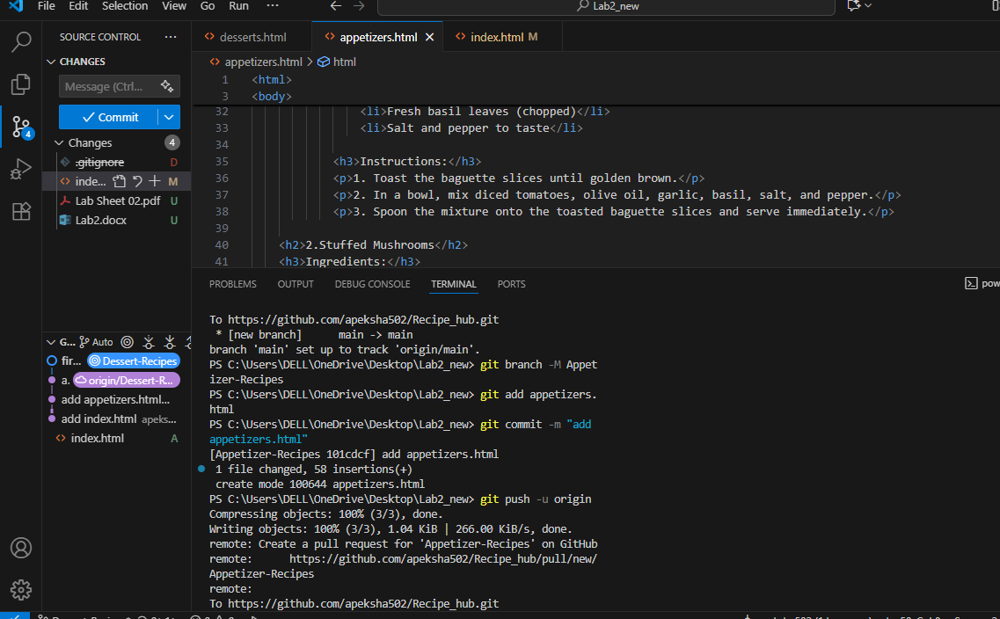 File Edit Selection View Go Run ··· Lab2_new
SOURCE CONTROL ···
CHANGES
Message (Ctrl...
Commit
Changes 4
.gitignore D
inde... M
Lab Sheet 02.pdf U
Lab2.docx U
G... Auto
fir... Dessert-Recipes
a. origin/Dessert-R...
add appetizers.html...
add index.html apeks...
index.html A
4
desserts.html appetizers.html index.html M
appetizers.html > html
1 <html>
3 <body>
32 <li>Fresh basil leaves (chopped)</li>
33 <li>Salt and pepper to taste</li>
34
35 <h3>Instructions:</h3>
36 <p>1. Toast the baguette slices until golden brown.</p>
37 <p>2. In a bowl, mix diced tomatoes, olive oil, garlic, basil, salt, and pepper.</p>
38 <p>3. Spoon the mixture onto the toasted baguette slices and serve immediately.</p>
39
40 <h2>2.Stuffed Mushrooms</h2>
41 <h3>Ingredients:</h3>
PROBLEMS OUTPUT DEBUG CONSOLE TERMINAL PORTS pow
To https://github.com/apeksha502/Recipe_hub.git
* [new branch] main -> main
branch 'main' set up to track 'origin/main'.
PS C:\Users\DELL\OneDrive\Desktop\Lab2_new> git branch -M Appet
izer-Recipes
PS C:\Users\DELL\OneDrive\Desktop\Lab2_new> git add appetizers.
html
PS C:\Users\DELL\OneDrive\Desktop\Lab2_new> git commit -m "add
appetizers.html"
[Appetizer-Recipes 101cdcf] add appetizers.html
1 file changed, 58 insertions(+)
create mode 100644 appetizers.html
PS C:\Users\DELL\OneDrive\Desktop\Lab2_new> git push -u origin
Compressing objects: 100% (3/3), done.
Writing objects: 100% (3/3), 1.04 KiB | 266.00 KiB/s, done.
remote: Create a pull request for 'Appetizer-Recipes' on GitHub
remote: https://github.com/apeksha502/Recipe_hub/pull/new/
Appetizer-Recipes
remote:
To https://github.com/apeksha502/Recipe_hub.git